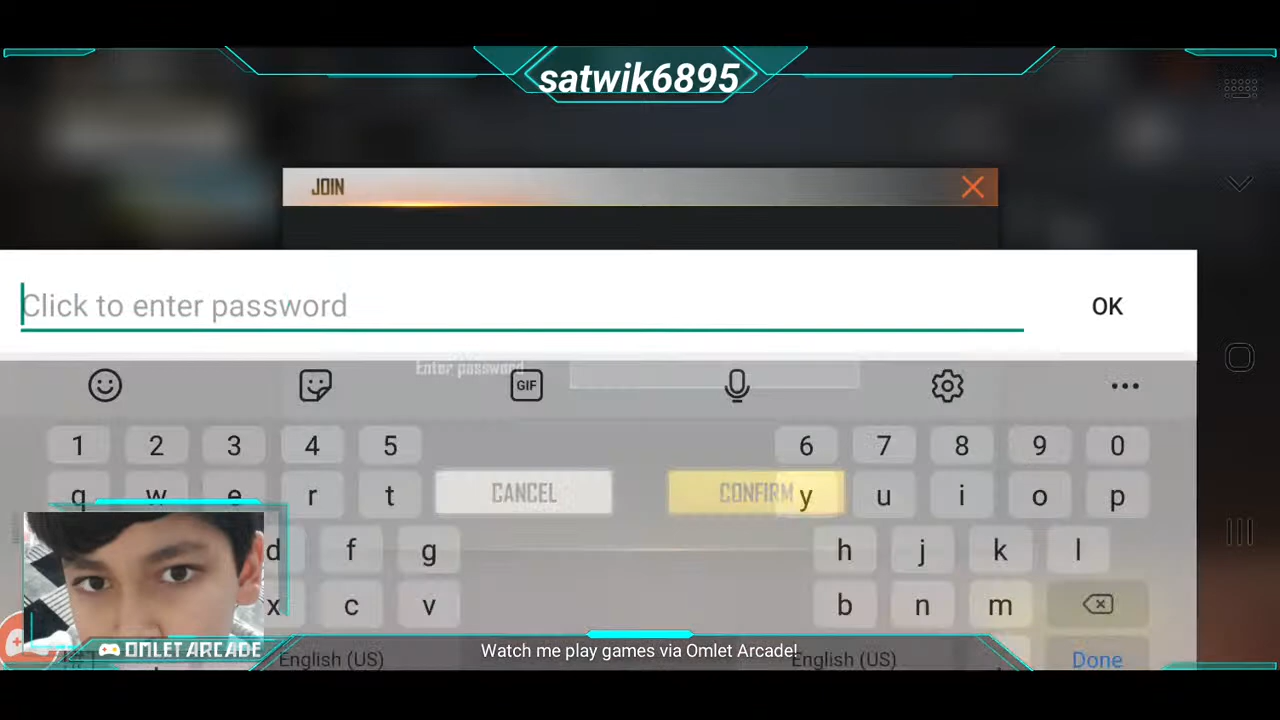 satwik6895
JOIN
Click to enter password
OK
Enter password
GIF
1 2 3 4 5 6 7 8 9 0
q w e r t y u i o p
CANCEL
CONFIRM
d f g h j k l
x c v b n m
OMLET ARCADE
English (US)
Watch me play games via Omlet Arcade!
English (US)
Done